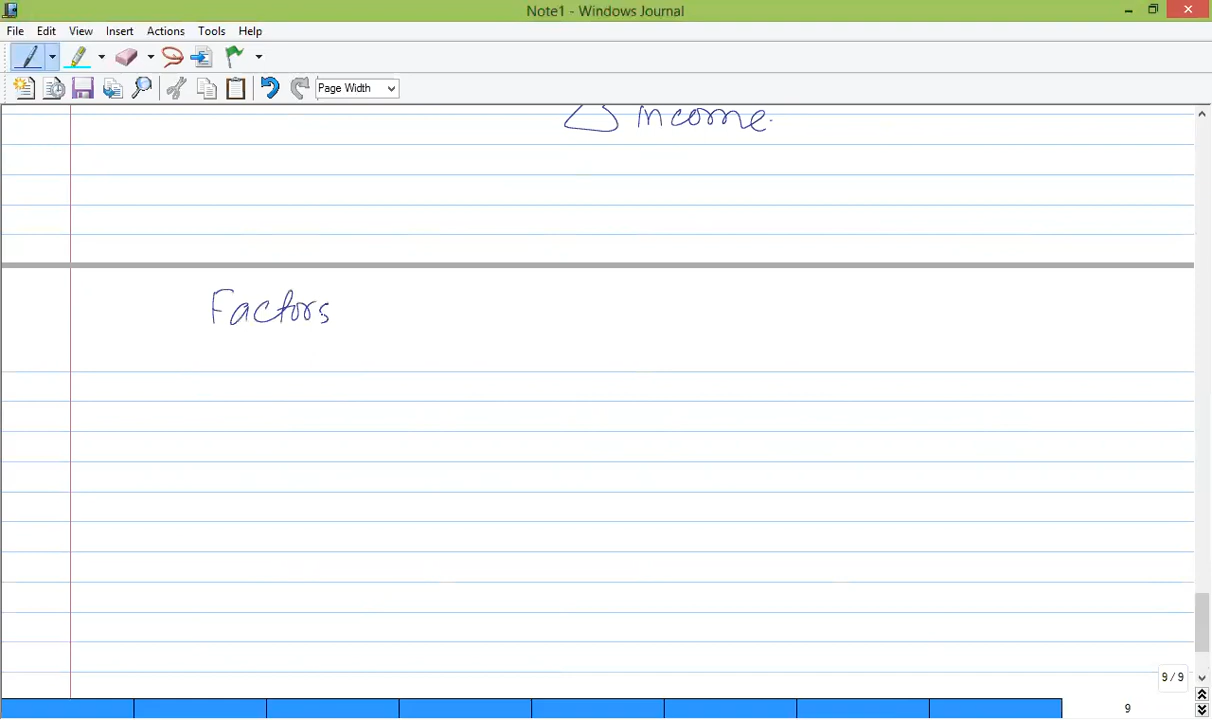 Note1 - Windows Journal
File Edit View Insert Actions Tools Help
Page Width
△ income.
Factors
9 / 9
9